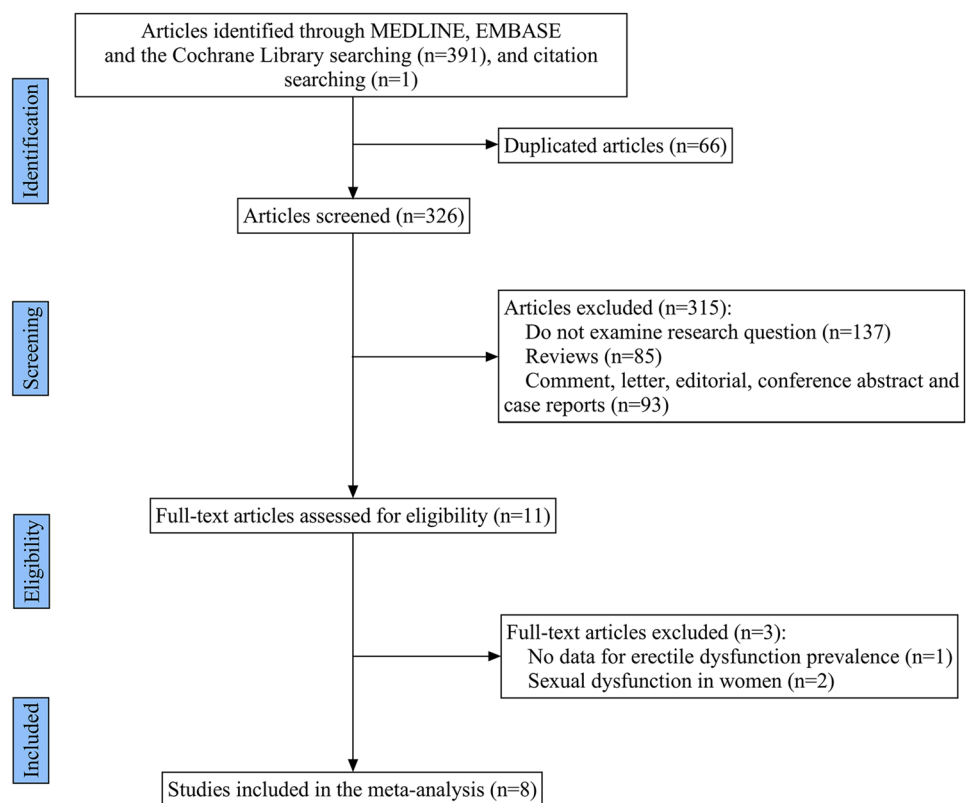 Articles identified through MEDLINE, EMBASE
and the Cochrane Library searching (n=391), and citation
searching (n=1)
Identification
Duplicated articles (n=66)
Articles screened (n=326)
Screening
Articles excluded (n=315):
Do not examine research question (n=137)
Reviews (n=85)
Comment, letter, editorial, conference abstract and
case reports (n=93)
Full-text articles assessed for eligibility (n=11)
Eligibility
Full-text articles excluded (n=3):
No data for erectile dysfunction prevalence (n=1)
Sexual dysfunction in women (n=2)
Included
Studies included in the meta-analysis (n=8)